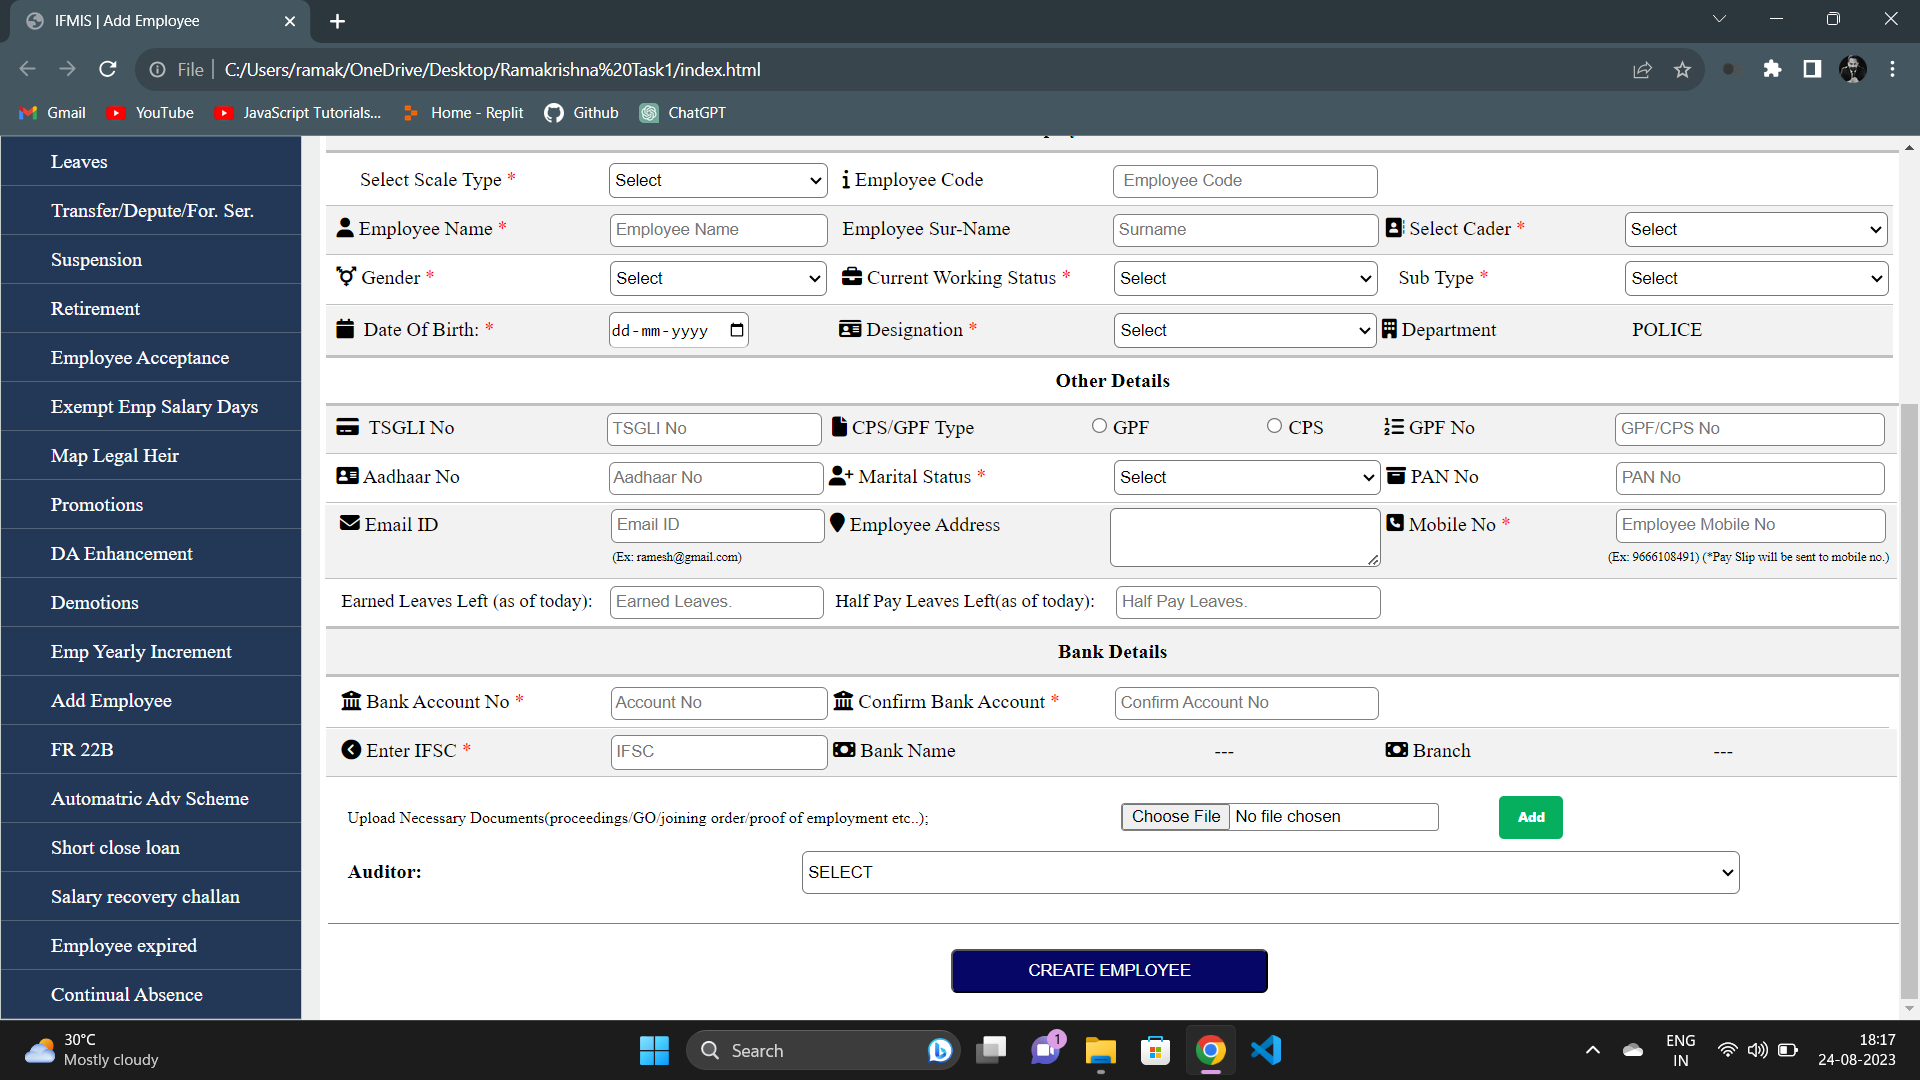 IFMIS | Add Employee
File | C:/Users/ramak/OneDrive/Desktop/Ramakrishna%20Task1/index.html
Gmail YouTube JavaScript Tutorials... Home - Replit Github ChatGPT
Leaves
Transfer/Depute/For. Ser.
Suspension
Retirement
Employee Acceptance
Exempt Emp Salary Days
Map Legal Heir
Promotions
DA Enhancement
Demotions
Emp Yearly Increment
Add Employee
FR 22B
Automatric Adv Scheme
Short close loan
Salary recovery challan
Employee expired
Continual Absence
Select Scale Type * Select Employee Code Employee Code
Employee Name * Employee Name Employee Sur-Name Surname Select Cader * Select
Gender * Select Current Working Status * Select Sub Type * Select
Date Of Birth: * dd-mm-yyyy Designation * Select Department POLICE
Other Details
TSGLI No TSGLI No CPS/GPF Type GPF CPS GPF No GPF/CPS No
Aadhaar No Aadhaar No Marital Status * Select PAN No PAN No
Email ID Email ID Employee Address Mobile No * Employee Mobile No
(Ex: ramesh@gmail.com) (Ex: 9666108491) (*Pay Slip will be sent to mobile no.)
Earned Leaves Left (as of today): Earned Leaves. Half Pay Leaves Left(as of today): Half Pay Leaves.
Bank Details
Bank Account No * Account No Confirm Bank Account * Confirm Account No
Enter IFSC * IFSC Bank Name --- Branch ---
Upload Necessary Documents(proceedings/GO/joining order/proof of employment etc..); Choose File No file chosen Add
Auditor: SELECT
CREATE EMPLOYEE
30°C
Mostly cloudy
Search
1
ENG
IN
18:17
24-08-2023